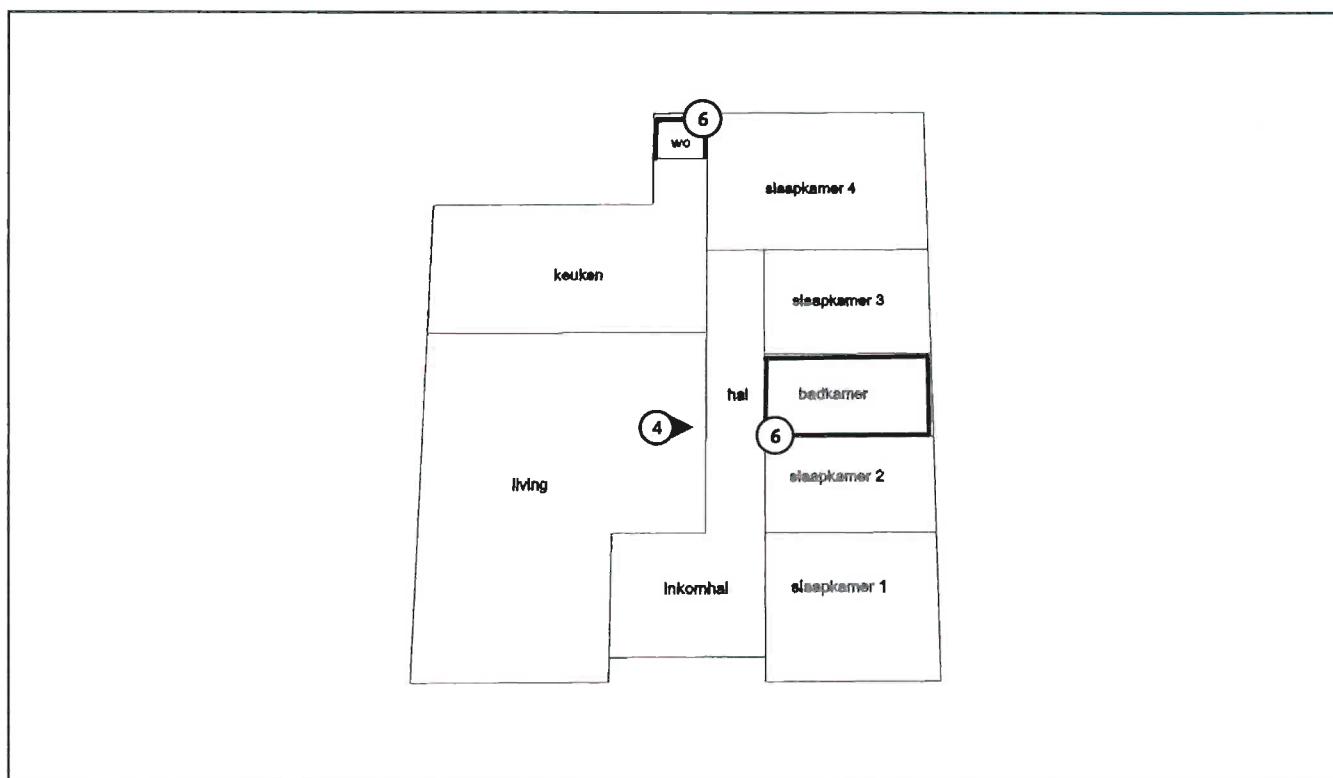 6
wc
slaapkamer 4
keuken
slaapkamer 3
hal
badkamer
4
6
slaapkamer 2
living
inkomhal
slaapkamer 1